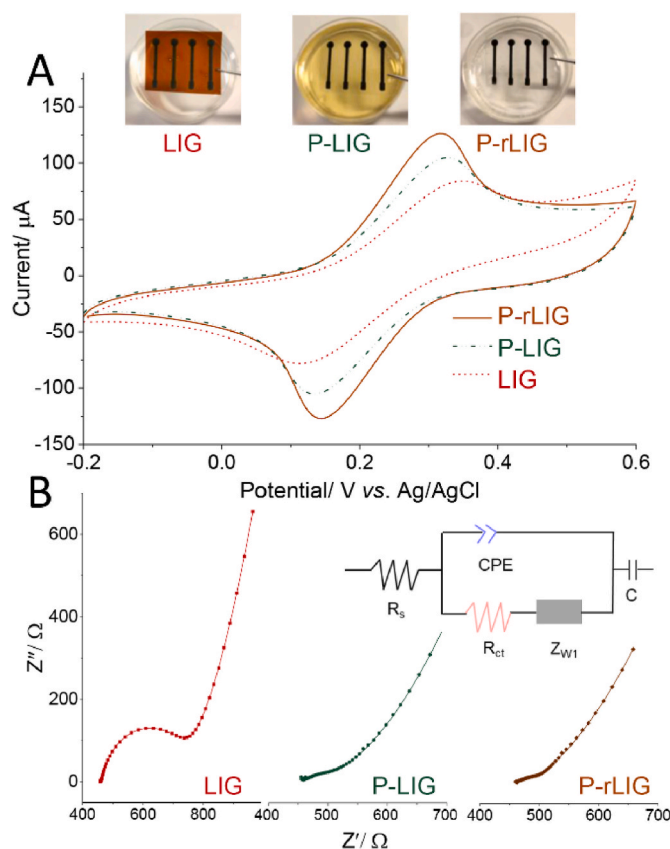 A
LIG
P-LIG
P-rLIG
150
100
50
0
-50
-100
-150
Current/ μA
P-rLIG
P-LIG
LIG
-0.2
0.0
0.2
0.4
0.6
Potential/ V vs. Ag/AgCl
B
600
400
200
0
Z″/ Ω
CPE
C
Rs
Rct
ZW1
LIG
P-LIG
P-rLIG
400 600 800
400 500 600 700
400 500 600 700
Z′/ Ω